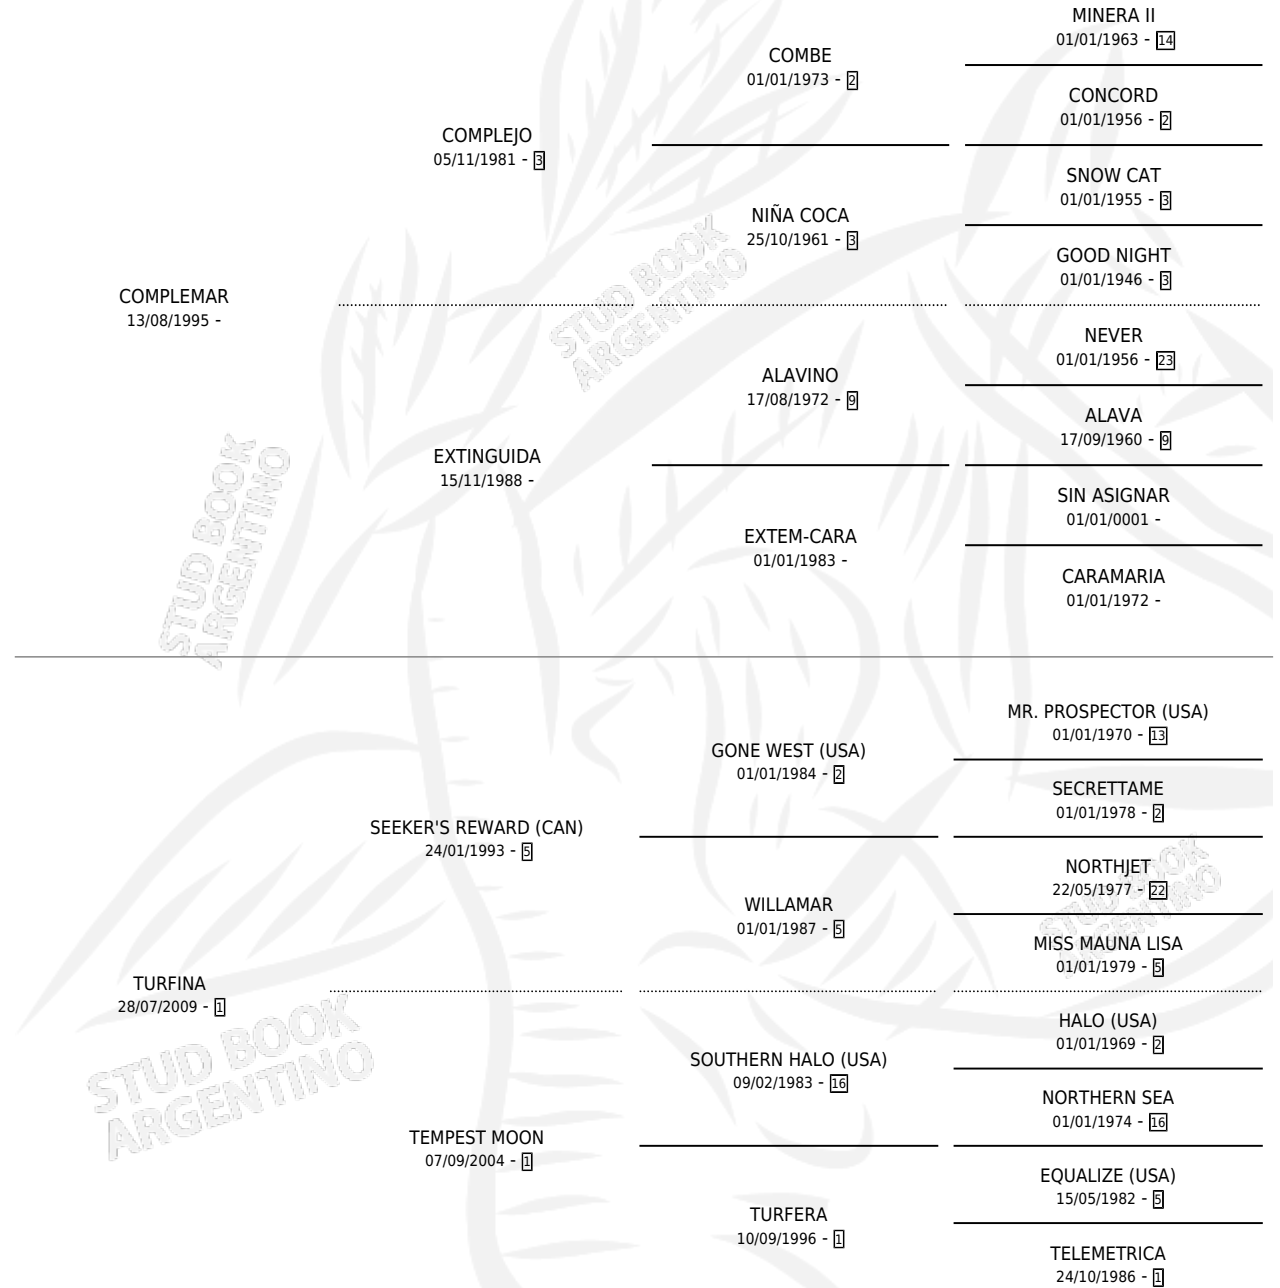 MINERA II
01/01/1963 - 14
COMBE
01/01/1973 - 2
CONCORD
01/01/1956 - 2
COMPLEJO
05/11/1981 - 3
SNOW CAT
01/01/1955 - 3
NIÑA COCA
25/10/1961 - 3
GOOD NIGHT
01/01/1946 - 3
COMPLEMAR
13/08/1995 -
NEVER
01/01/1956 - 23
ALAVINO
17/08/1972 - 9
ALAVA
17/09/1960 - 9
EXTINGUIDA
15/11/1988 -
SIN ASIGNAR
01/01/0001 -
EXTEM-CARA
01/01/1983 -
CARAMARIA
01/01/1972 -
STUD BOOK
ARGENTINO
STUD BOOK
ARGENTINO
MR. PROSPECTOR (USA)
01/01/1970 - 13
GONE WEST (USA)
01/01/1984 - 2
SECRETTAME
01/01/1978 - 2
SEEKER'S REWARD (CAN)
24/01/1993 - 5
NORTHJET
22/05/1977 - 22
WILLAMAR
01/01/1987 - 5
MISS MAUNA LISA
01/01/1979 - 5
STUD BOOK
ARGENTINO
TURFINA
28/07/2009 - 1
HALO (USA)
01/01/1969 - 2
SOUTHERN HALO (USA)
09/02/1983 - 16
NORTHERN SEA
01/01/1974 - 16
TEMPEST MOON
07/09/2004 - 1
EQUALIZE (USA)
15/05/1982 - 5
TURFERA
10/09/1996 - 1
TELEMETRICA
24/10/1986 - 1
STUD BOOK
ARGENTINO